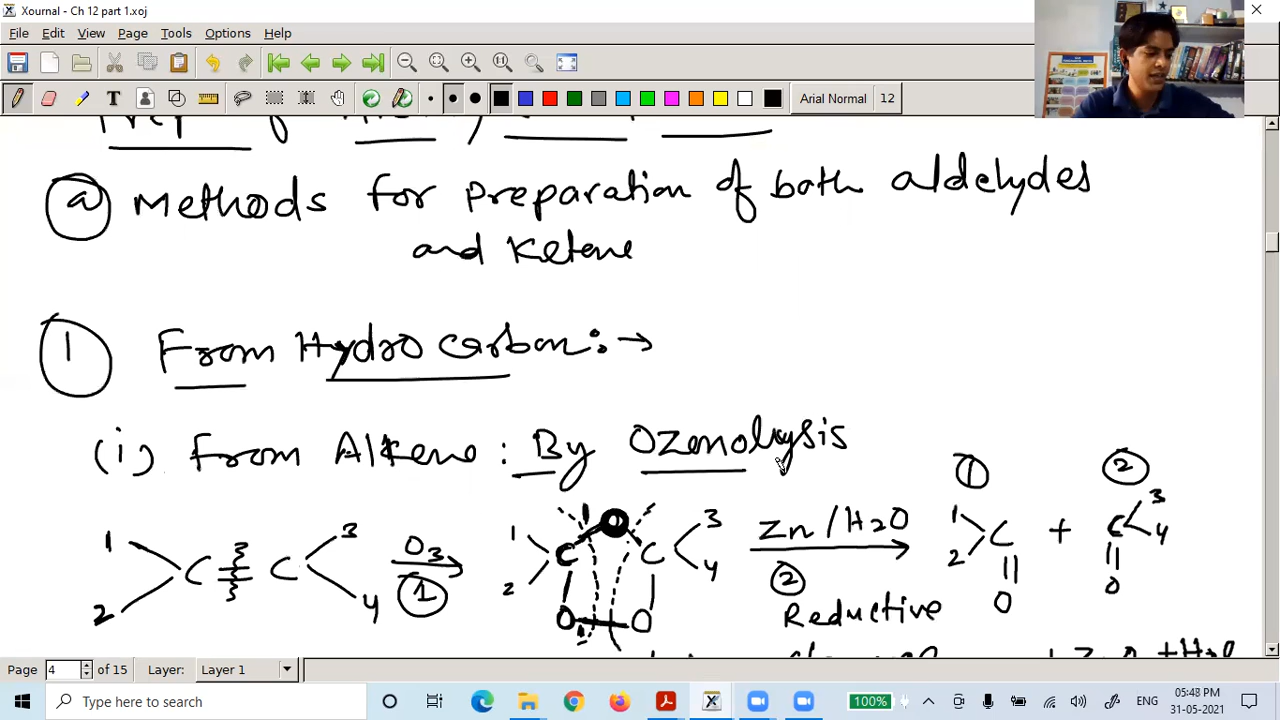 Xournal - Ch 12 part 1.xoj
File Edit View Page Tools Options Help
Arial Normal 12
a Methods for preparation of both aldelydes
and Ketene
1 From Hydrocarbon :→
(i) From Alkene : By Ozonolysis
1 2 C C 3 4 O3 1
1 2 C O C 3 4 O O
Zn/H2O 2
Reductive
1 1 2 C O + 2 C 3 4 O
Page 4 of 15 Layer: Layer 1
Type here to search
100% ENG 05:48 PM
31-05-2021